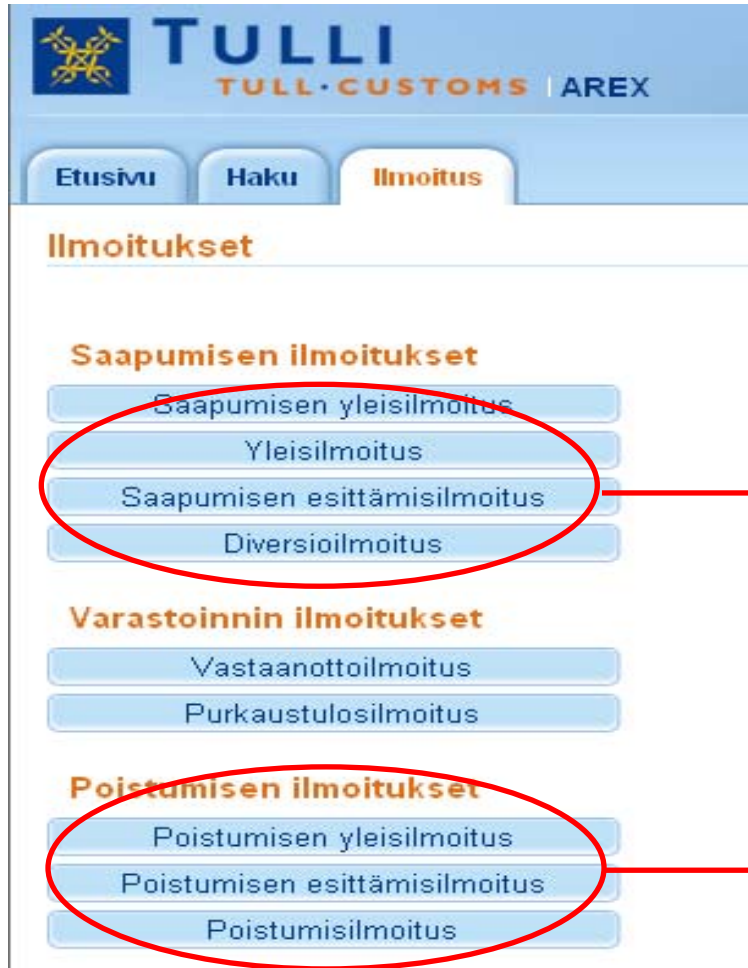 TULLI
TULL·CUSTOMS AREX
Etusivu Haku Ilmoitus
Ilmoitukset
Saapumisen ilmoitukset
Saapumisen yleisilmoitus
Yleisilmoitus
Saapumisen esittämisilmoitus
Diversioilmoitus
Varastoinnin ilmoitukset
Vastaanottoilmoitus
Purkaustulosilmoitus
Poistumisen ilmoitukset
Poistumisen yleisilmoitus
Poistumisen esittämisilmoitus
Poistumisilmoitus